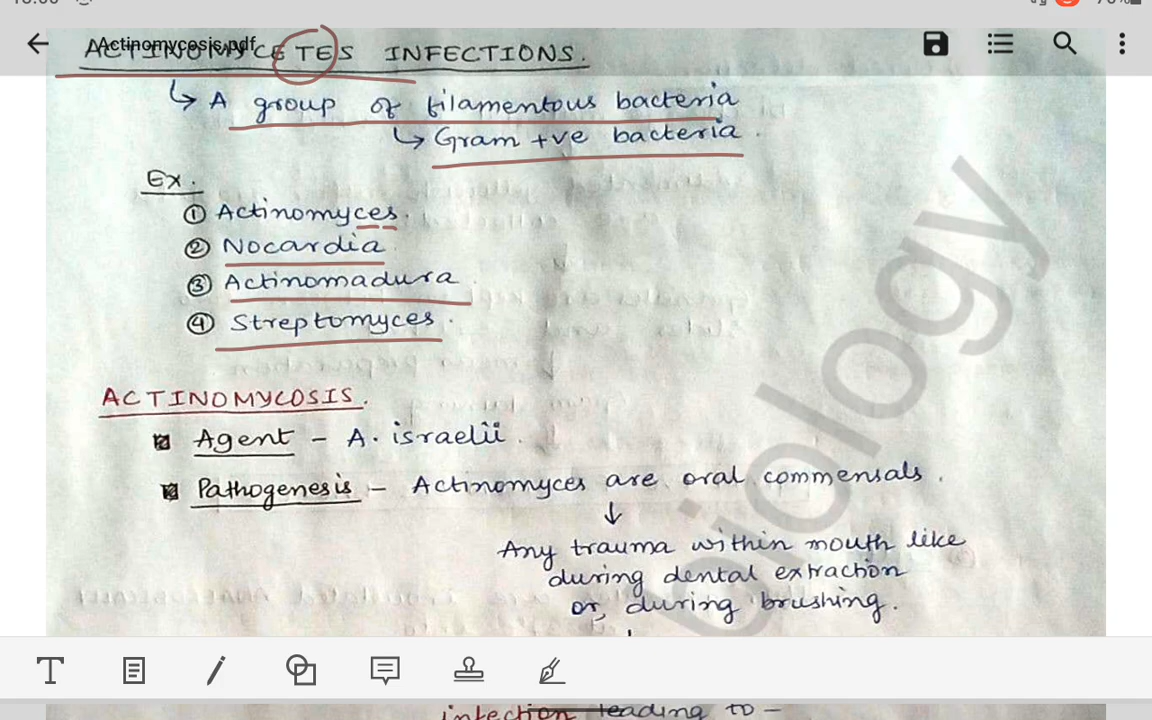 Actinomycosis.pdf
ACTINOMYCETES INFECTIONS.
↳ A group of filamentous bacteria
↳ Gram +ve bacteria.
Ex.
① Actinomyces.
② Nocardia
③ Actinomadura
④ Streptomyces.
ACTINOMYCOSIS.
Agent - A. israelii.
Pathogenesis - Actinomyces are oral commensals.
↓
Any trauma within mouth like
during dental extraction
or, during brushing.
infection leading to -
biology
T